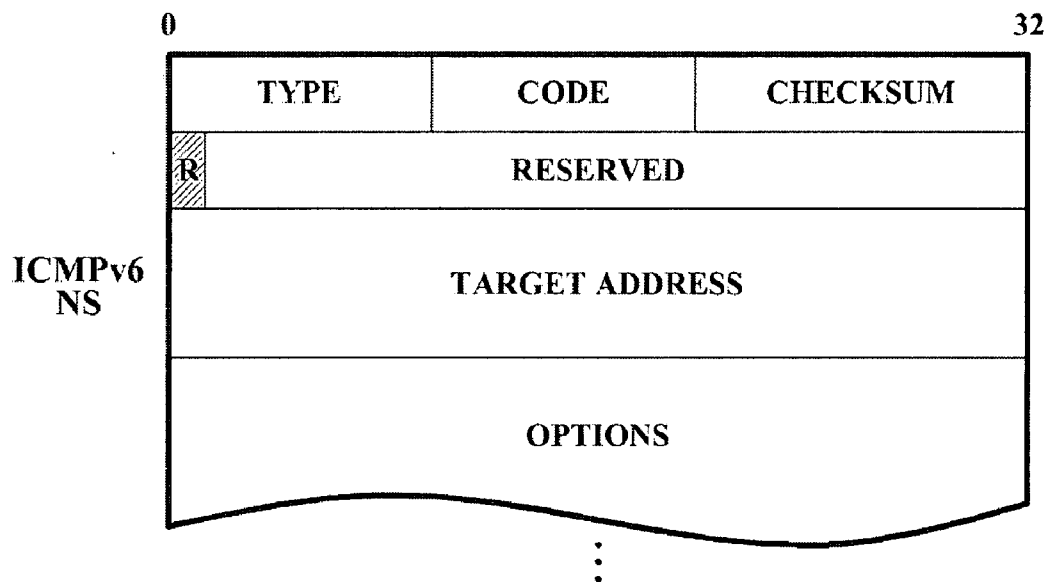 0 32
TYPE CODE CHECKSUM
R RESERVED
ICMPv6
NS
TARGET ADDRESS
OPTIONS